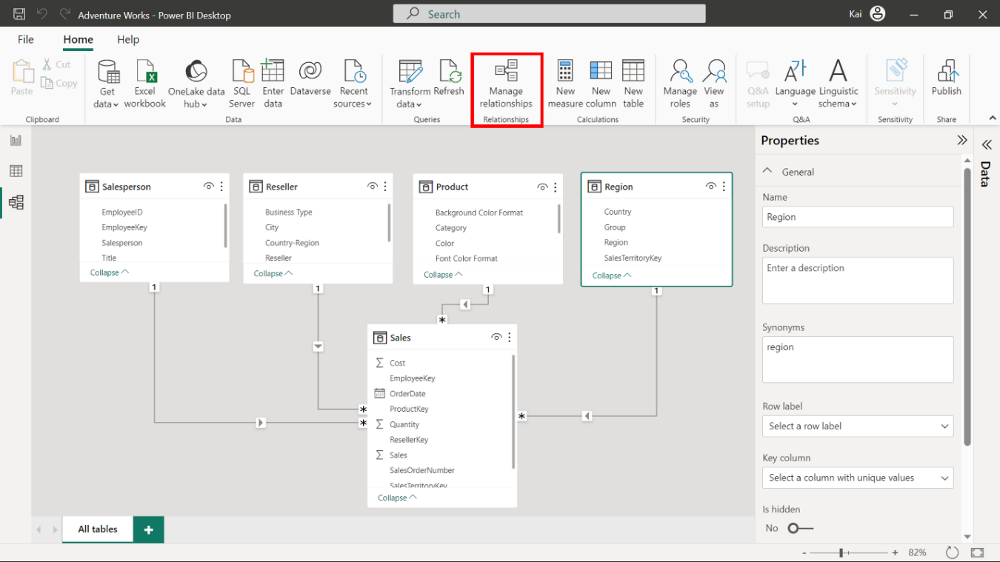 Adventure Works - Power BI Desktop
Search
Kai
File
Home
Help
Paste
Cut
Copy
Clipboard
Get data
Excel workbook
OneLake data hub
SQL Server
Enter data
Dataverse
Recent sources
Data
Transform data
Refresh
Queries
Manage relationships
Relationships
New measure
New column
New table
Calculations
Manage roles
View as
Security
Q&A setup
Language
Linguistic schema
Q&A
Sensitivity
Sensitivity
Publish
Share
Salesperson
EmployeeID
EmployeeKey
Salesperson
Title
Collapse
1
Reseller
Business Type
City
Country-Region
Reseller
Collapse
1
Product
Background Color Format
Category
Color
Font Color Format
Collapse
1
Region
Country
Group
Region
SalesTerritoryKey
Collapse
1
*
*
*
*
Sales
Cost
EmployeeKey
OrderDate
ProductKey
Quantity
ResellerKey
Sales
SalesOrderNumber
SalesTerritoryKey
Collapse
Properties
General
Name
Region
Description
Enter a description
Synonyms
region
Row label
Select a row label
Key column
Select a column with unique values
Is hidden
No
Data
All tables
+
- + 82%